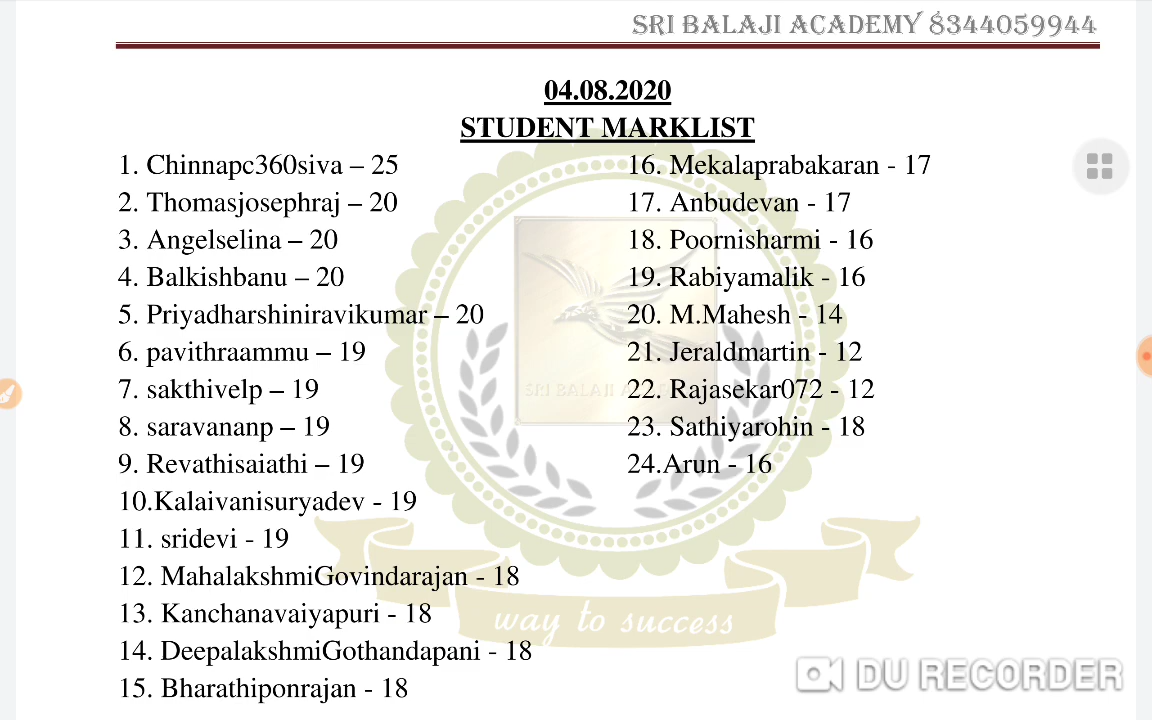 SRI BALAJI ACADEMY 8344059944
04.08.2020
STUDENT MARKLIST
1. Chinnapc360siva – 25
2. Thomasjosephraj – 20
3. Angelselina – 20
4. Balkishbanu – 20
5. Priyadharshiniravikumar – 20
6. pavithraammu – 19
7. sakthivelp – 19
8. saravananp – 19
9. Revathisaiathi – 19
10.Kalaivanisuryadev - 19
11. sridevi - 19
12. MahalakshmiGovindarajan - 18
13. Kanchanavaiyapuri - 18
14. DeepalakshmiGothandapani - 18
15. Bharathiponrajan - 18
16. Mekalaprabakaran - 17
17. Anbudevan - 17
18. Poornisharmi - 16
19. Rabiyamalik - 16
20. M.Mahesh - 14
21. Jeraldmartin - 12
22. Rajasekar072 - 12
23. Sathiyarohin - 18
24.Arun - 16
SRI BALAJI
way to success
DU RECORDER